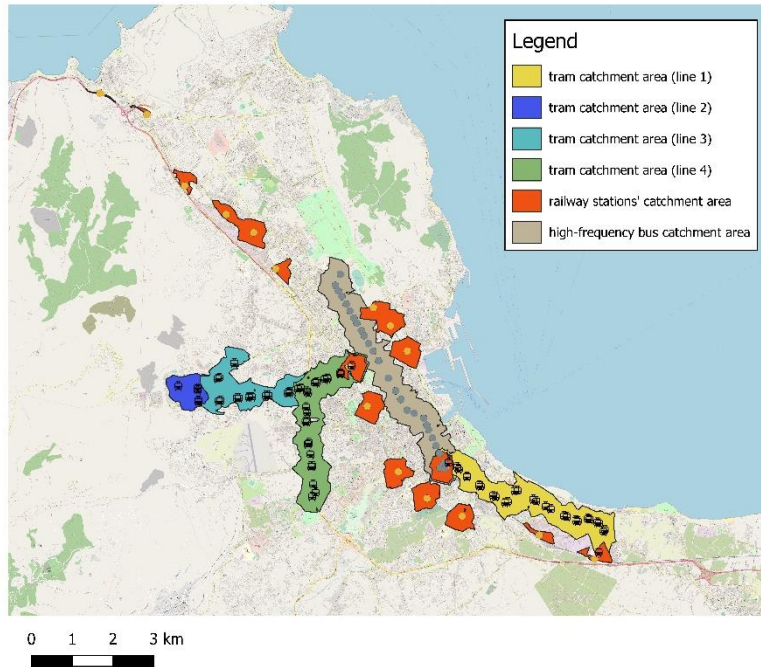 Legend
tram catchment area (line 1)
tram catchment area (line 2)
tram catchment area (line 3)
tram catchment area (line 4)
railway stations' catchment area
high-frequency bus catchment area
0 1 2 3 km